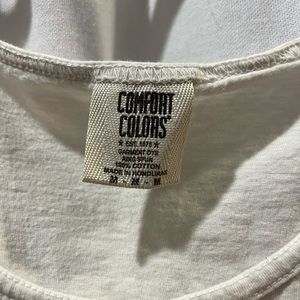 COMFORT
COLORS
EST. 1975
GARMENT DYE
RING SPUN
100% COTTON
MADE IN HONDURAS
M - M - M